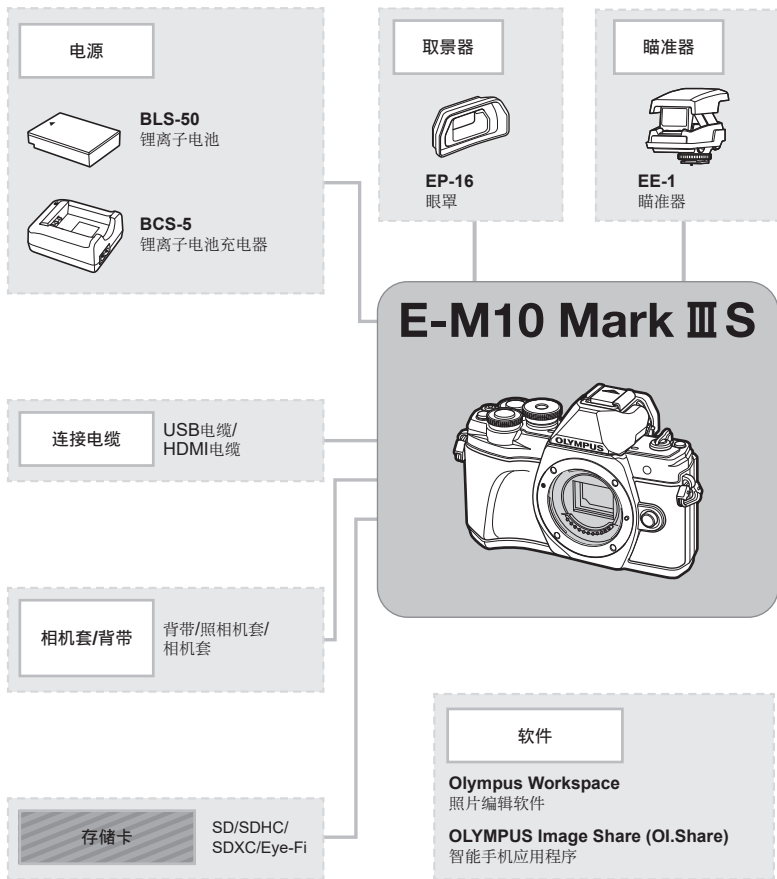 电源
BLS-50
锂离子电池
BCS-5
锂离子电池充电器
取景器
EP-16
眼罩
瞄准器
EE-1
瞄准器
E-M10 Mark Ⅲ S
OLYMPUS
连接电缆
USB电缆/
HDMI电缆
相机套/背带
背带/照相机套/
相机套
存储卡
SD/SDHC/
SDXC/Eye-Fi
软件
Olympus Workspace
照片编辑软件
OLYMPUS Image Share (OI.Share)
智能手机应用程序